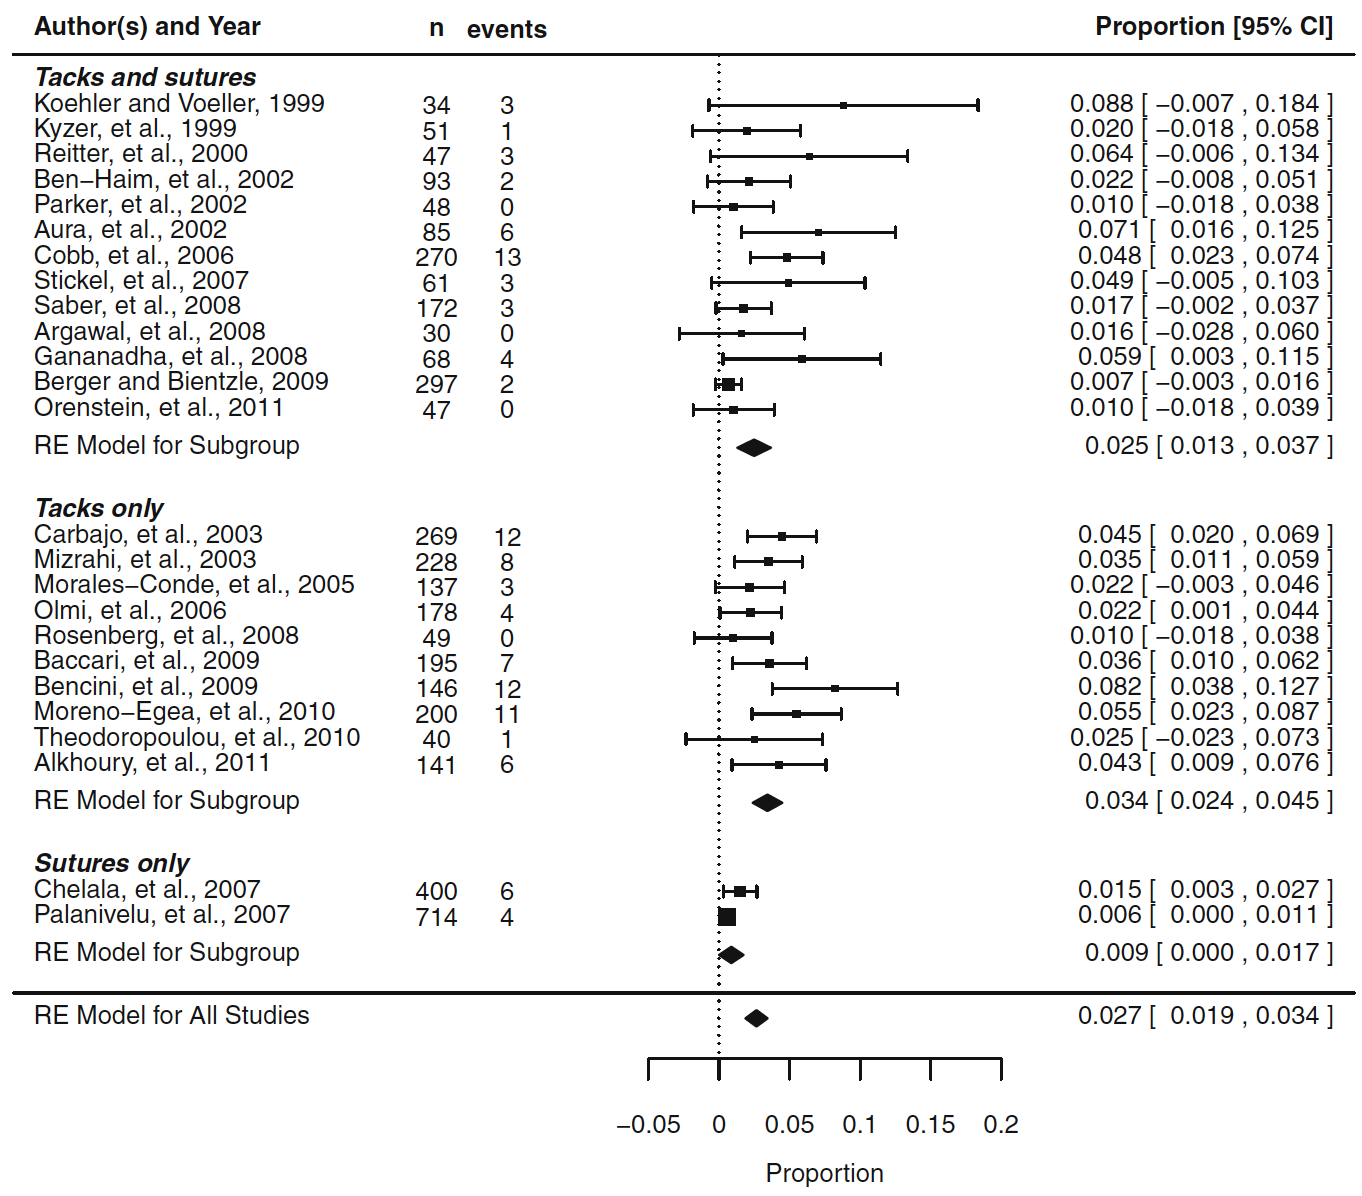 Author(s) and Year n events Proportion [95% CI]
Tacks and sutures
Koehler and Voeller, 1999 34 3 0.088 [ −0.007 , 0.184 ]
Kyzer, et al., 1999 51 1 0.020 [ −0.018 , 0.058 ]
Reitter, et al., 2000 47 3 0.064 [ −0.006 , 0.134 ]
Ben−Haim, et al., 2002 93 2 0.022 [ −0.008 , 0.051 ]
Parker, et al., 2002 48 0 0.010 [ −0.018 , 0.038 ]
Aura, et al., 2002 85 6 0.071 [ 0.016 , 0.125 ]
Cobb, et al., 2006 270 13 0.048 [ 0.023 , 0.074 ]
Stickel, et al., 2007 61 3 0.049 [ −0.005 , 0.103 ]
Saber, et al., 2008 172 3 0.017 [ −0.002 , 0.037 ]
Argawal, et al., 2008 30 0 0.016 [ −0.028 , 0.060 ]
Gananadha, et al., 2008 68 4 0.059 [ 0.003 , 0.115 ]
Berger and Bientzle, 2009 297 2 0.007 [ −0.003 , 0.016 ]
Orenstein, et al., 2011 47 0 0.010 [ −0.018 , 0.039 ]
RE Model for Subgroup 0.025 [ 0.013 , 0.037 ]
Tacks only
Carbajo, et al., 2003 269 12 0.045 [ 0.020 , 0.069 ]
Mizrahi, et al., 2003 228 8 0.035 [ 0.011 , 0.059 ]
Morales−Conde, et al., 2005 137 3 0.022 [ −0.003 , 0.046 ]
Olmi, et al., 2006 178 4 0.022 [ 0.001 , 0.044 ]
Rosenberg, et al., 2008 49 0 0.010 [ −0.018 , 0.038 ]
Baccari, et al., 2009 195 7 0.036 [ 0.010 , 0.062 ]
Bencini, et al., 2009 146 12 0.082 [ 0.038 , 0.127 ]
Moreno−Egea, et al., 2010 200 11 0.055 [ 0.023 , 0.087 ]
Theodoropoulou, et al., 2010 40 1 0.025 [ −0.023 , 0.073 ]
Alkhoury, et al., 2011 141 6 0.043 [ 0.009 , 0.076 ]
RE Model for Subgroup 0.034 [ 0.024 , 0.045 ]
Sutures only
Chelala, et al., 2007 400 6 0.015 [ 0.003 , 0.027 ]
Palanivelu, et al., 2007 714 4 0.006 [ 0.000 , 0.011 ]
RE Model for Subgroup 0.009 [ 0.000 , 0.017 ]
RE Model for All Studies 0.027 [ 0.019 , 0.034 ]
−0.05 0 0.05 0.1 0.15 0.2
Proportion